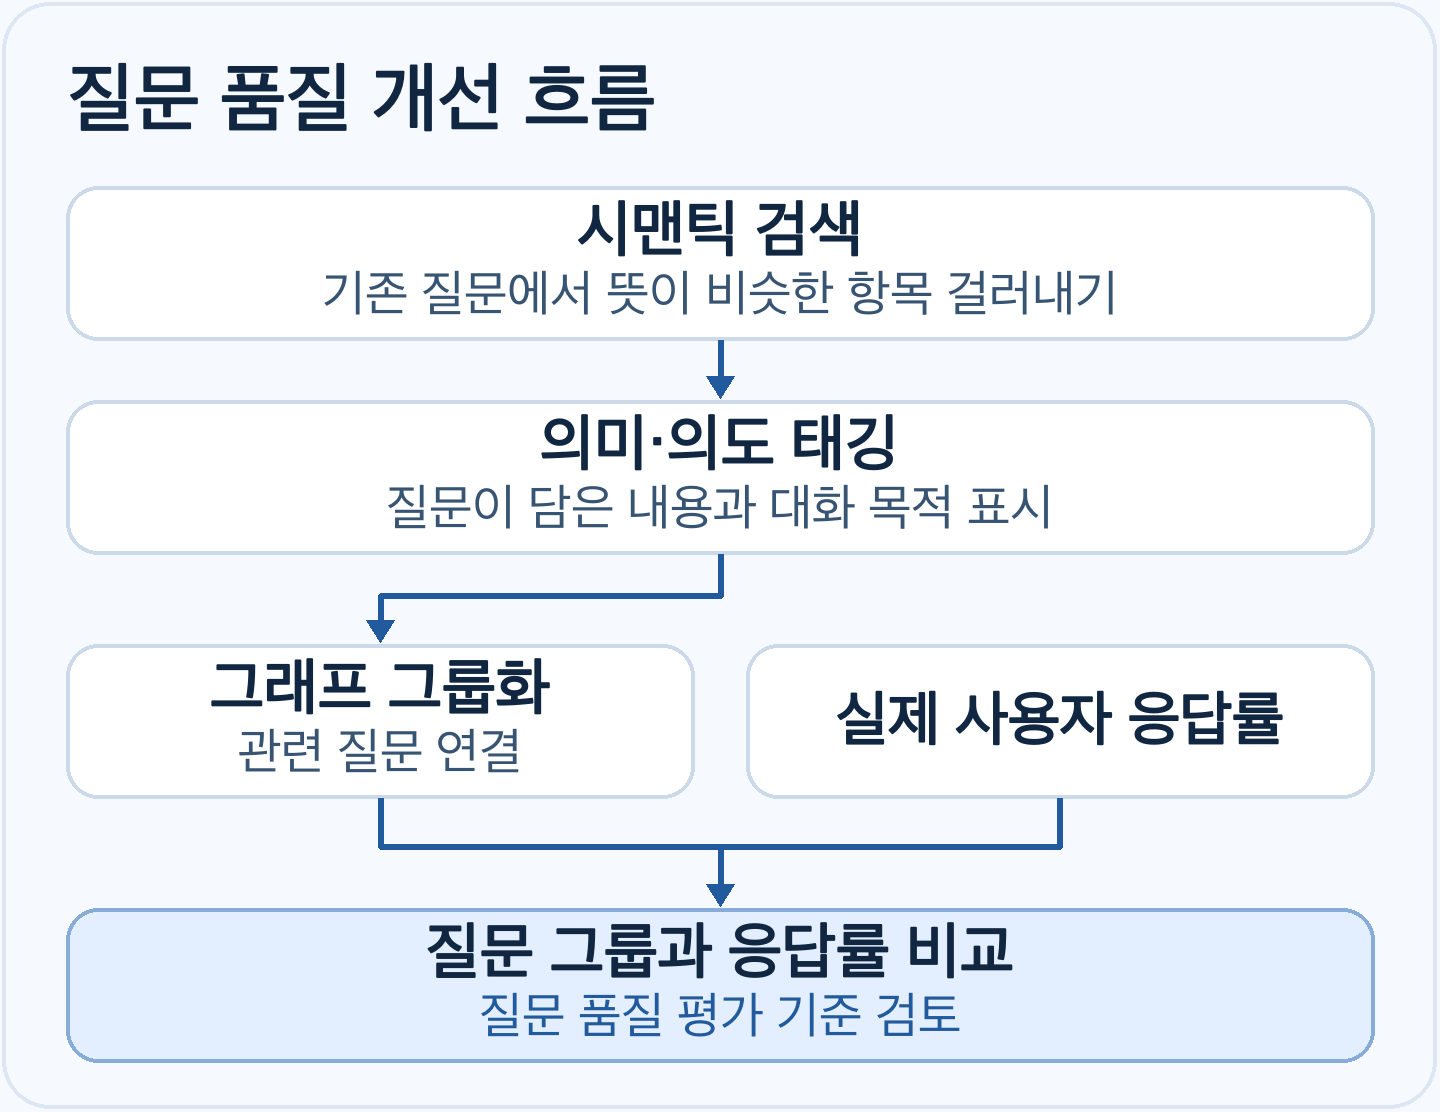 질문 품질 개선 흐름
시맨틱 검색
기존 질문에서 뜻이 비슷한 항목 걸러내기
의미·의도 태깅
질문이 담은 내용과 대화 목적 표시
그래프 그룹화
관련 질문 연결
실제 사용자 응답률
질문 그룹과 응답률 비교
질문 품질 평가 기준 검토